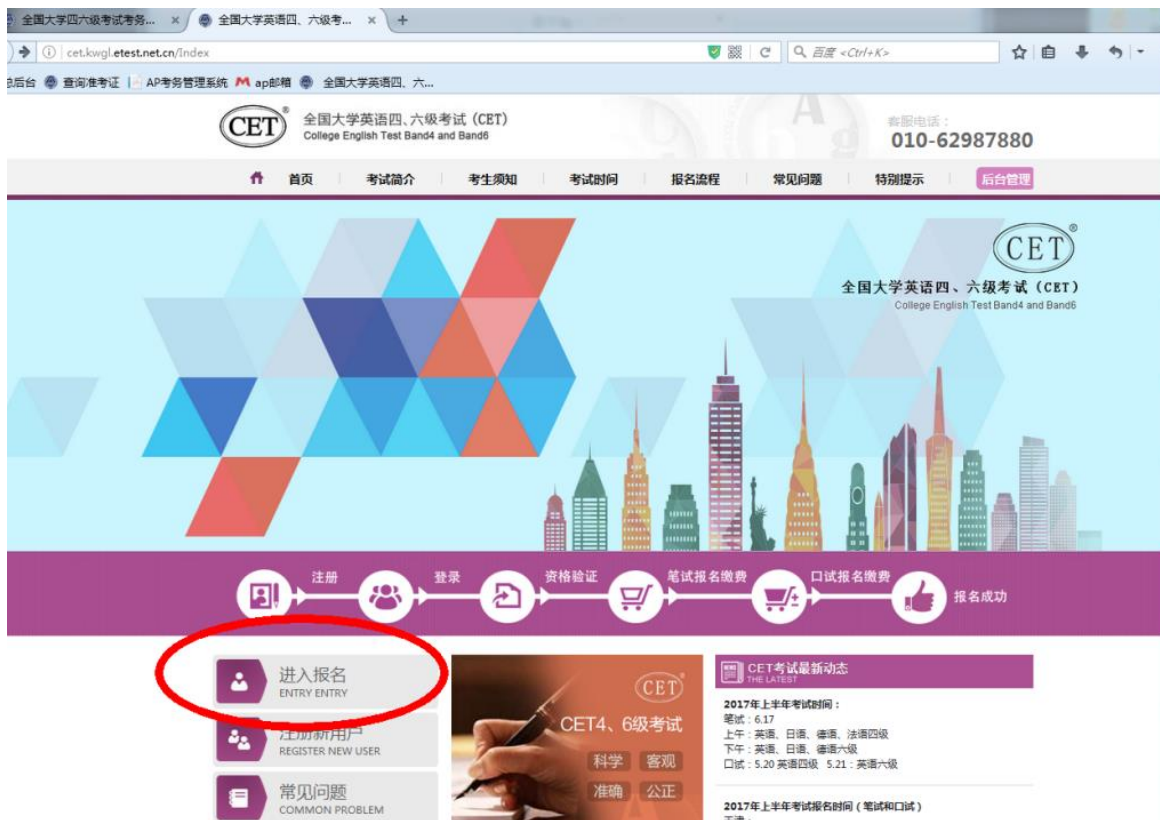 全国大学四六级考试考务...
全国大学英语四、六级考...
cet.kwgl.etest.net.cn/Index
百度 <Ctrl+K>
后台
查询准考证
AP考务管理系统
ap邮箱
全国大学英语四、六...
CET
全国大学英语四、六级考试 (CET)
College English Test Band4 and Band6
客服电话：
010-62987880
首页
考试简介
考生须知
考试时间
报名流程
常见问题
特别提示
后台管理
CET
全国大学英语四、六级考试 (CET)
College English Test Band4 and Band6
注册
登录
资格验证
笔试报名缴费
口试报名缴费
报名成功
进入报名
ENTRY ENTRY
注册新用户
REGISTER NEW USER
常见问题
COMMON PROBLEM
CET
CET4、6级考试
科学
客观
准确
公正
CET考试最新动态
THE LATEST
2017年上半年考试时间：
笔试：6.17
上午：英语、日语、德语、法语四级
下午：英语、日语、德语六级
口试：5.20 英语四级 5.21：英语六级
2017年上半年考试报名时间（笔试和口试）